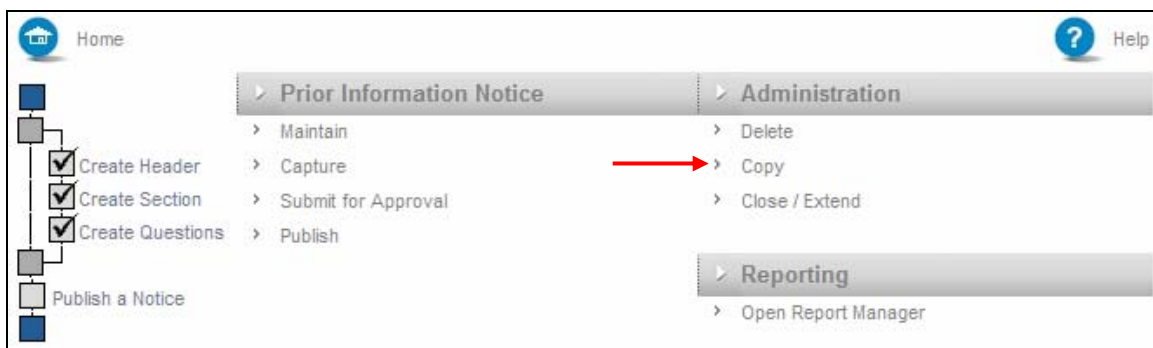 Home
Help
Create Header
Create Section
Create Questions
Publish a Notice
Prior Information Notice
Maintain
Capture
Submit for Approval
Publish
Administration
Delete
Copy
Close / Extend
Reporting
Open Report Manager